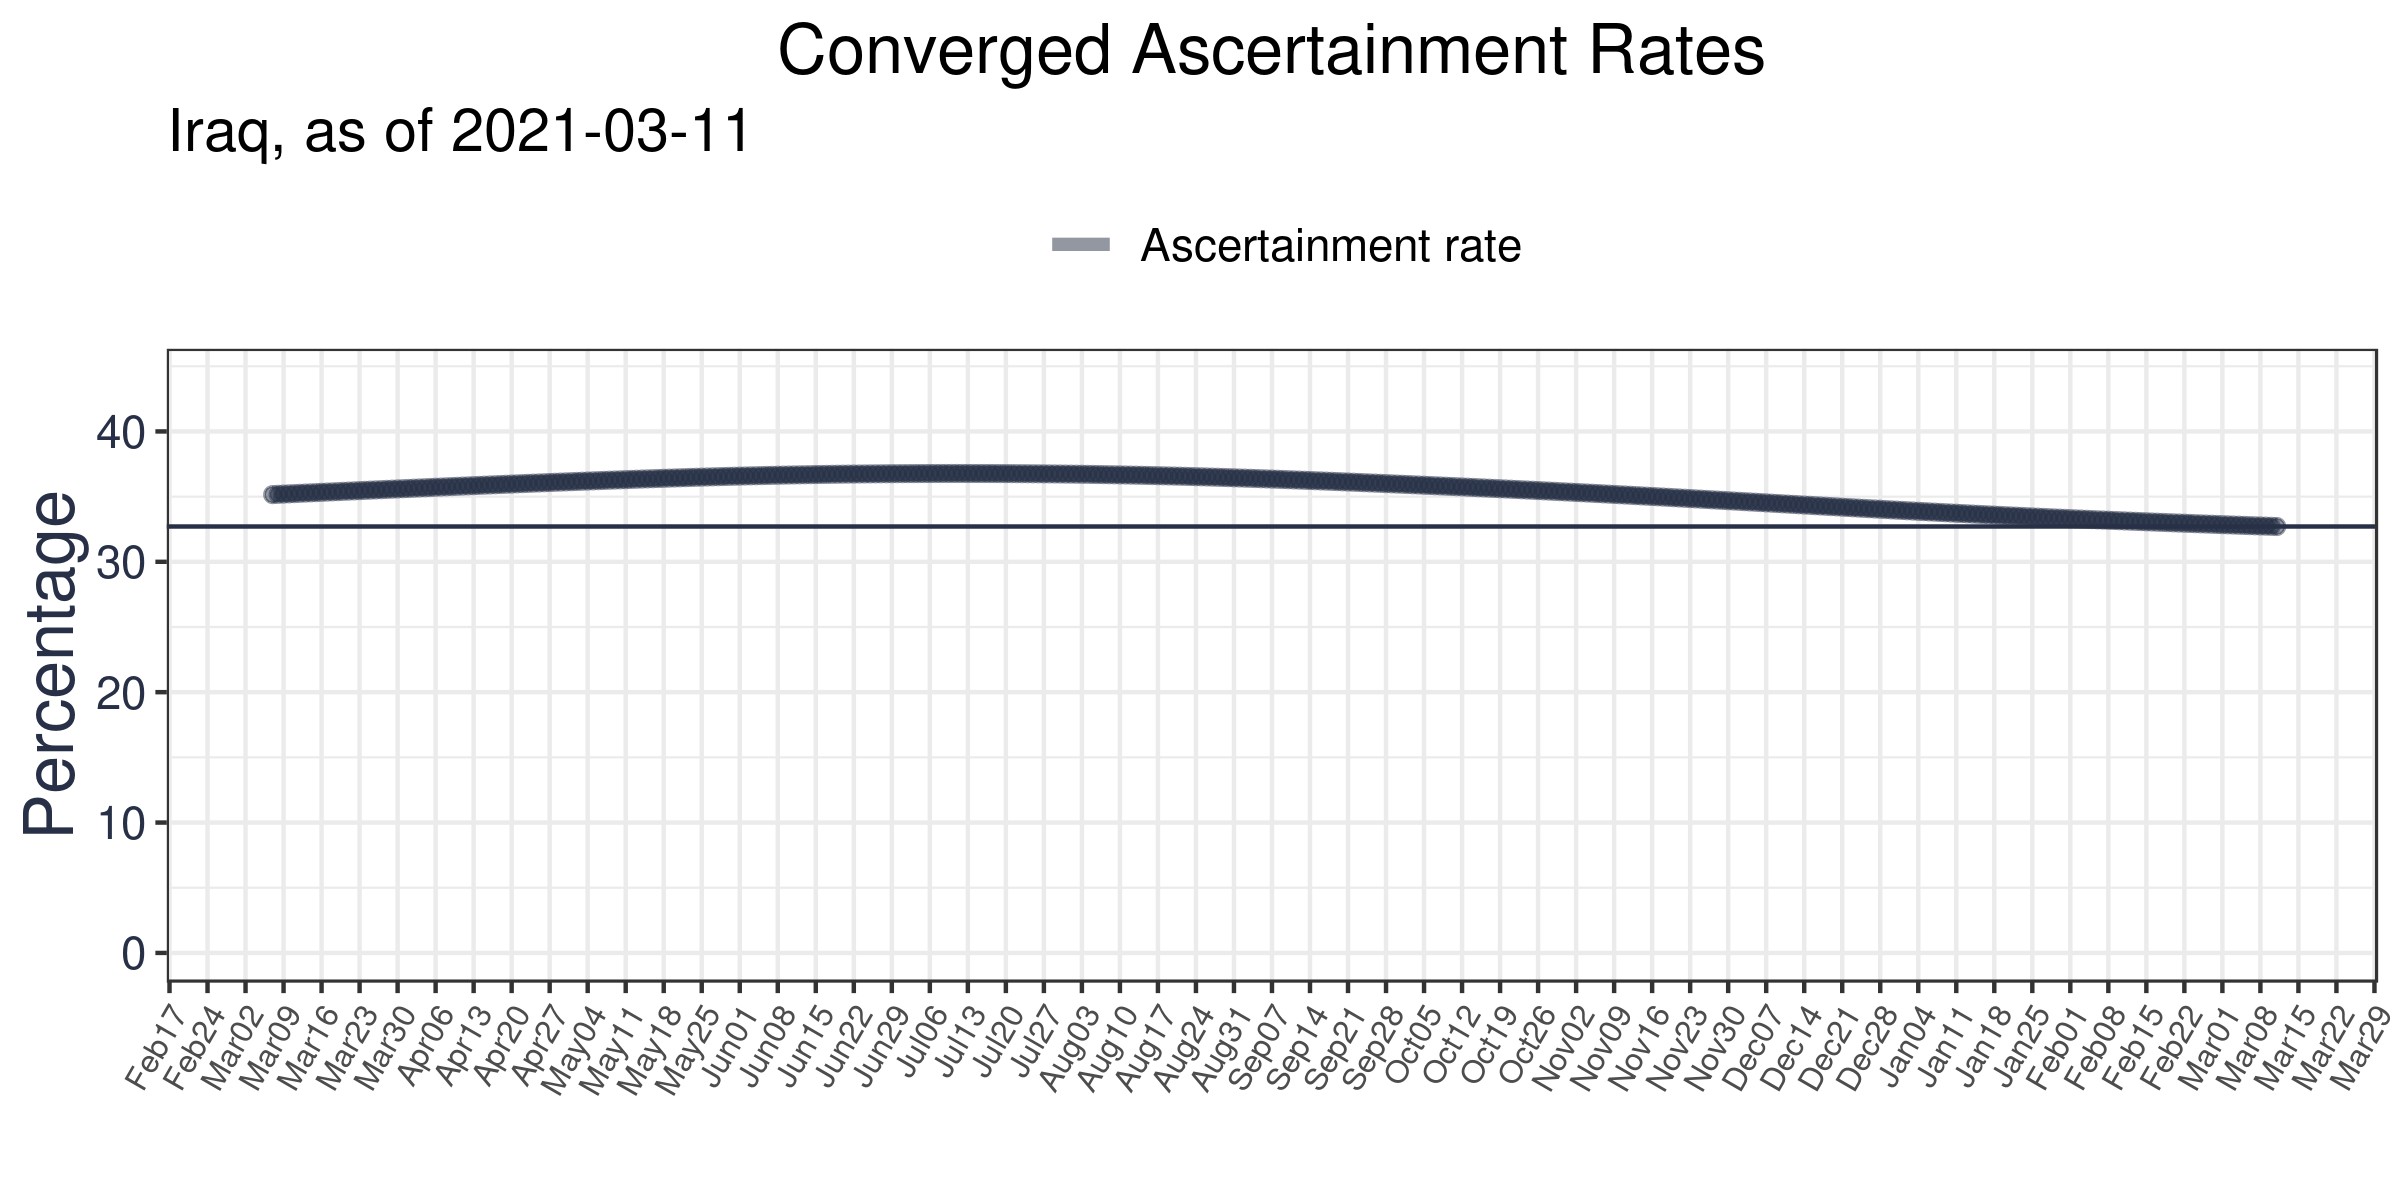 Converged Ascertainment Rates
Iraq, as of 2021-03-11
Ascertainment rate
Percentage
40
30
20
10
0
Feb17 Feb24 Mar02 Mar09 Mar16 Mar23 Mar30 Apr06 Apr13 Apr20 Apr27 May04 May11 May18 May25 Jun01 Jun08 Jun15 Jun22 Jun29 Jul06 Jul13 Jul20 Jul27 Aug03 Aug10 Aug17 Aug24 Aug31 Sep07 Sep14 Sep21 Sep28 Oct05 Oct12 Oct19 Oct26 Nov02 Nov09 Nov16 Nov23 Nov30 Dec07 Dec14 Dec21 Dec28 Jan04 Jan11 Jan18 Jan25 Feb01 Feb08 Feb15 Feb22 Mar01 Mar08 Mar15 Mar22 Mar29